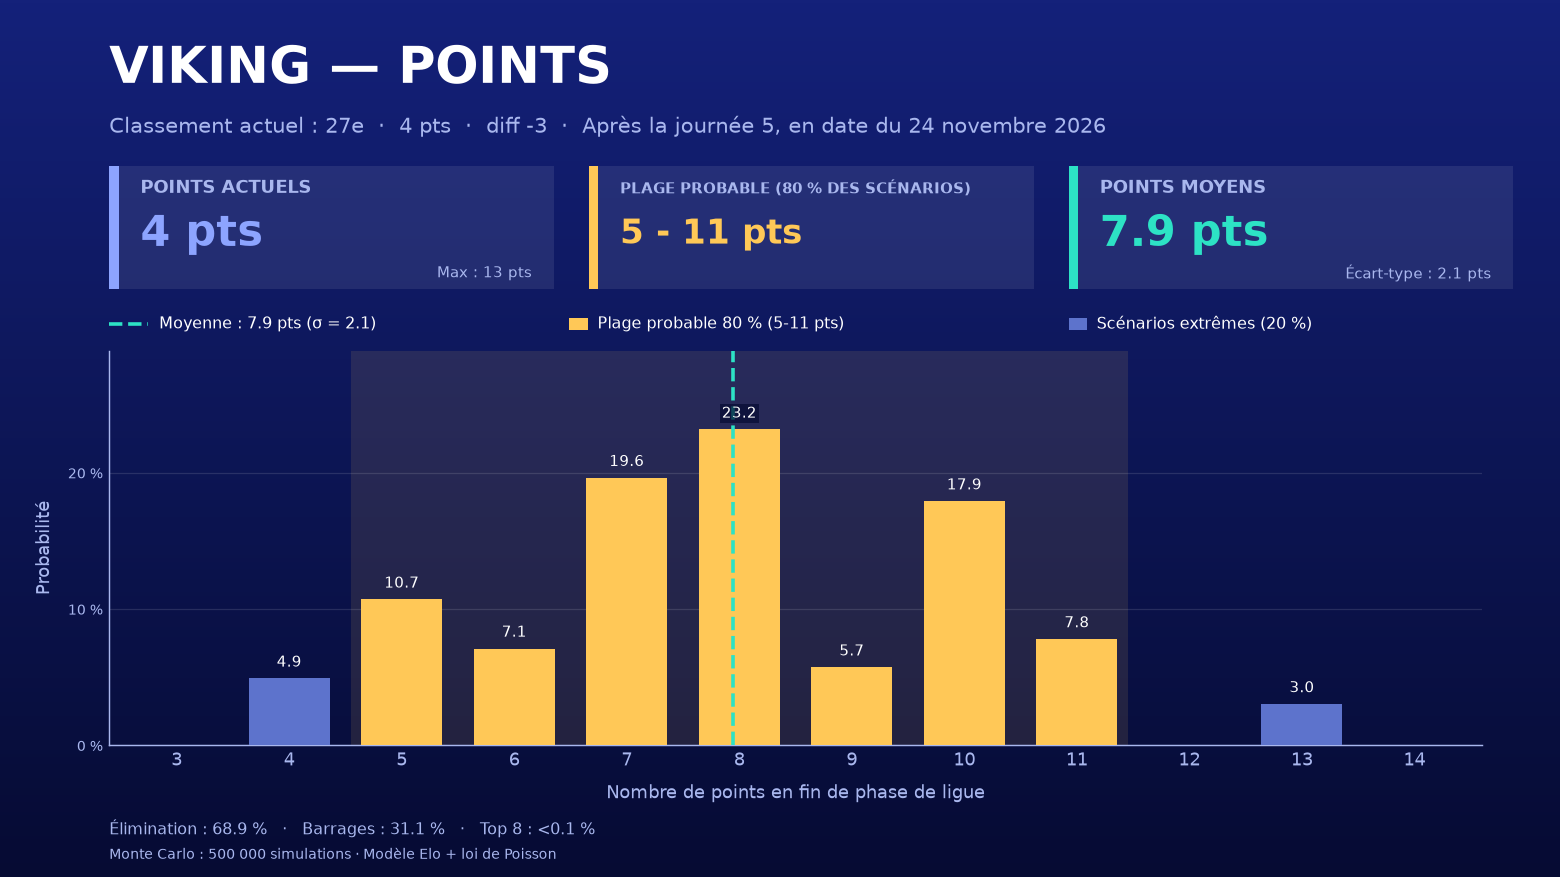 VIKING — POINTS
Classement actuel : 27e · 4 pts · diff -3 · Après la journée 5, en date du 24 novembre 2026
POINTS ACTUELS
4 pts
Max : 13 pts
PLAGE PROBABLE (80 % DES SCÉNARIOS)
5 - 11 pts
POINTS MOYENS
7.9 pts
Écart-type : 2.1 pts
Moyenne : 7.9 pts (σ = 2.1)
Plage probable 80 % (5-11 pts)
Scénarios extrêmes (20 %)
Probabilité
20 %
10 %
0 %
4.9
10.7
7.1
19.6
23.2
5.7
17.9
7.8
3.0
3 4 5 6 7 8 9 10 11 12 13 14
Nombre de points en fin de phase de ligue
Élimination : 68.9 % · Barrages : 31.1 % · Top 8 : <0.1 %
Monte Carlo : 500 000 simulations · Modèle Elo + loi de Poisson